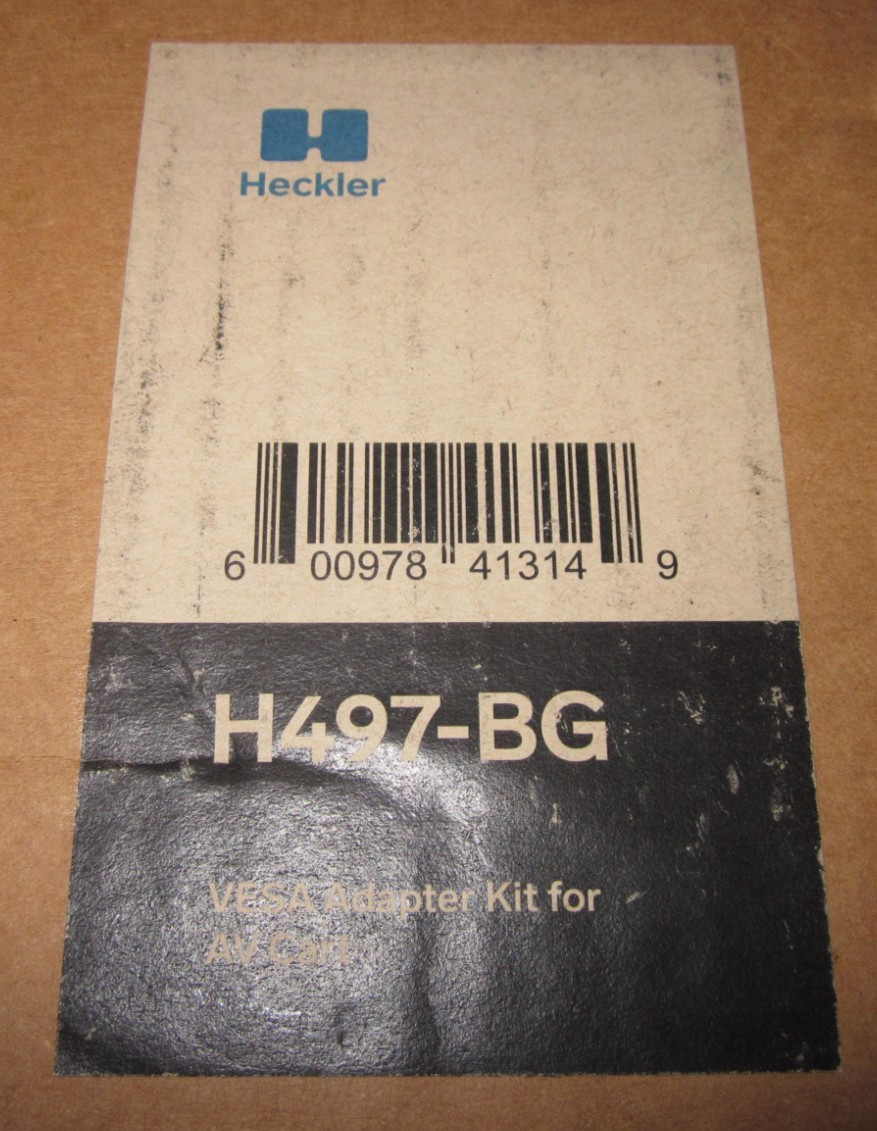 Heckler
6 00978 41314 9
H497-BG
VESA Adapter Kit for
AV Cart